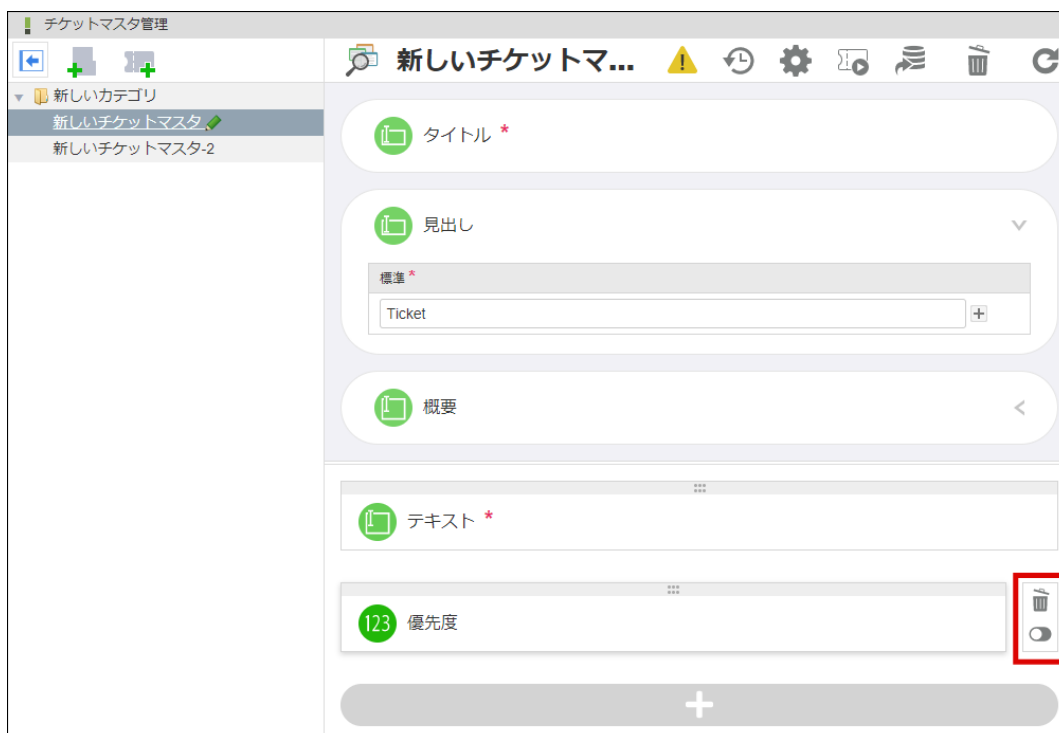 チケットマスタ管理
新しいチケットマ...
新しいカテゴリ
新しいチケットマスタ
新しいチケットマスタ-2
タイトル *
見出し
標準 *
Ticket
概要
テキスト *
123 優先度